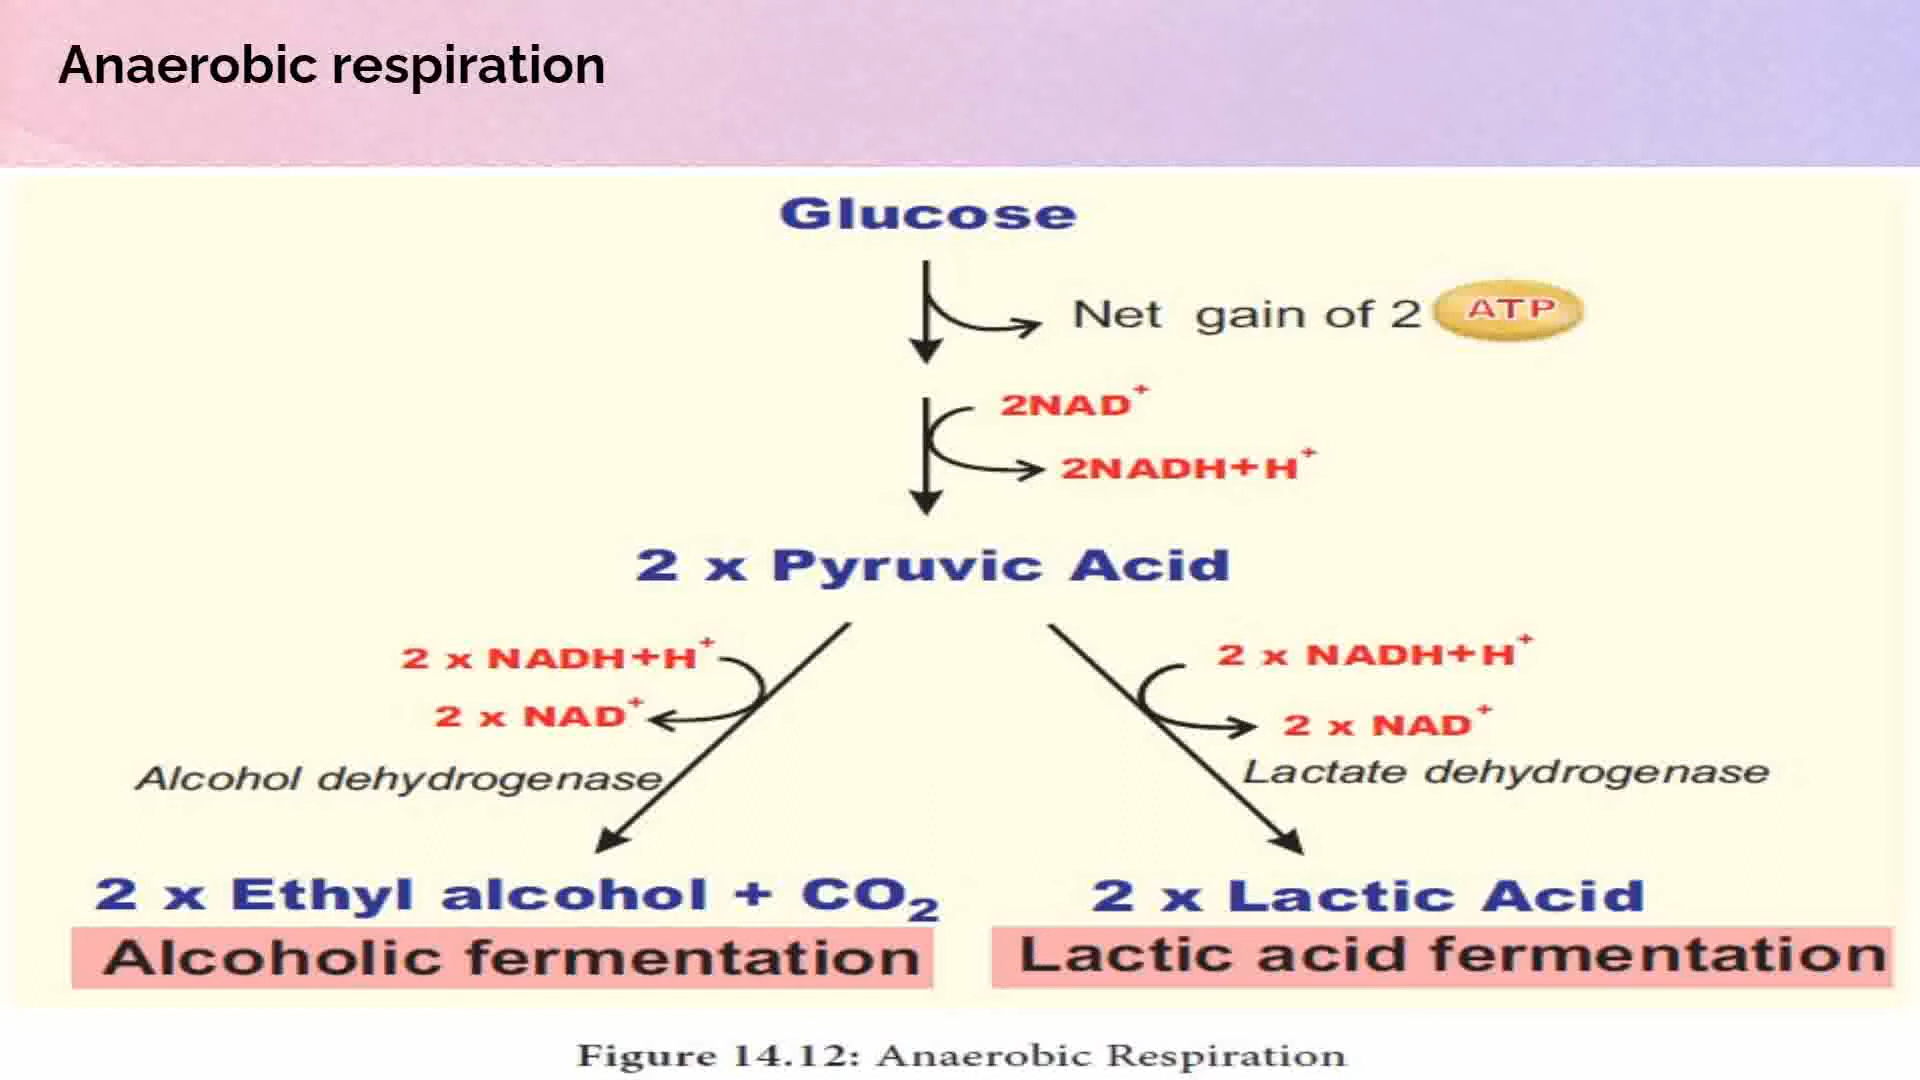 Anaerobic respiration
Glucose
Net gain of 2 ATP
2NAD⁺
2NADH+H⁺
2 x Pyruvic Acid
2 x NADH+H⁺
2 x NAD⁺
Alcohol dehydrogenase
2 x NADH+H⁺
2 x NAD⁺
Lactate dehydrogenase
2 x Ethyl alcohol + CO₂
Alcoholic fermentation
2 x Lactic Acid
Lactic acid fermentation
Figure 14.12: Anaerobic Respiration